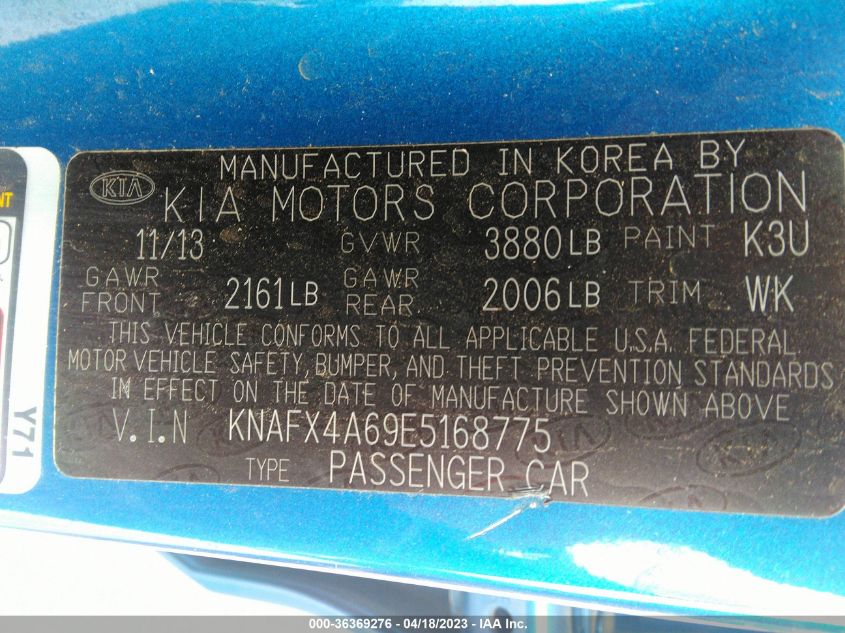 MANUFACTURED IN KOREA BY
KIA KIA MOTORS CORPORATION
11/13 GVWR 3880LB PAINT K3U
GAWR FRONT 2161LB GAWR REAR 2006LB TRIM WK
THIS VEHICLE CONFORMS TO ALL APPLICABLE U.S.A. FEDERAL
MOTOR VEHICLE SAFETY, BUMPER, AND THEFT PREVENTION STANDARDS
IN EFFECT ON THE DATE OF MANUFACTURE SHOWN ABOVE
V.I.N KNAFX4A69E5168775
TYPE PASSENGER CAR
Y71
000-36369276 / 04/18/2023 - IAA Inc.